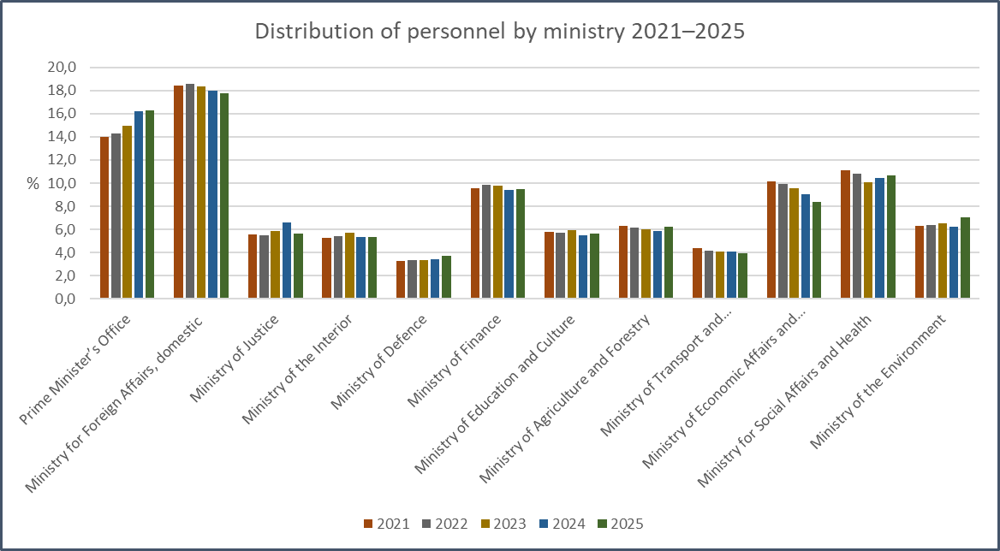 Distribution of personnel by ministry 2021–2025
20,0
18,0
16,0
14,0
12,0
10,0
8,0
6,0
4,0
2,0
0,0
%
Prime Minister's Office
Ministry for Foreign Affairs, domestic
Ministry of Justice
Ministry of the Interior
Ministry of Defence
Ministry of Finance
Ministry of Education and Culture
Ministry of Agriculture and Forestry
Ministry of Transport and...
Ministry of Economic Affairs and...
Ministry for Social Affairs and Health
Ministry of the Environment
2021 2022 2023 2024 2025